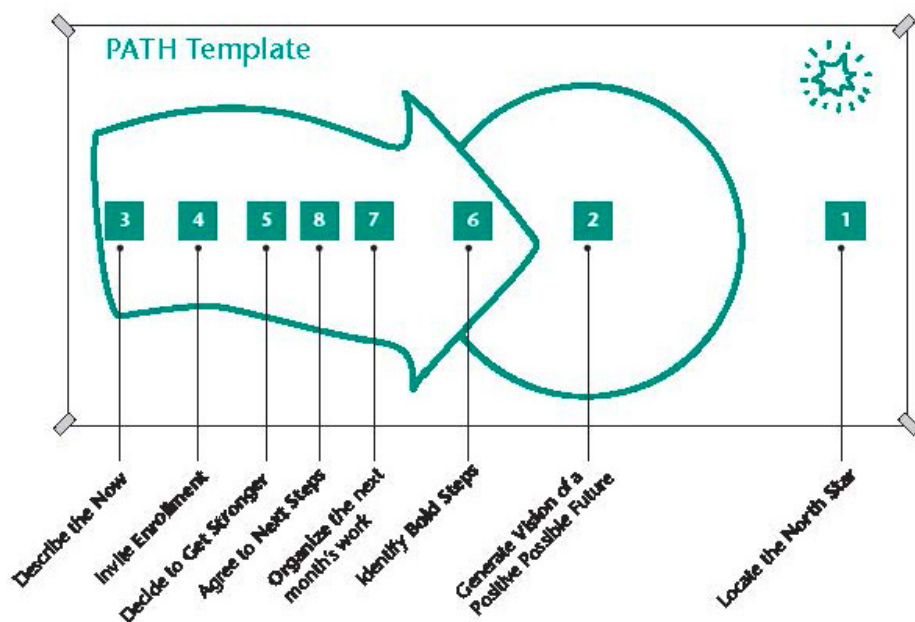 PATH Template
3 4 5 8 7 6 2 1
Describe the Now
Invite Enrollment
Decide to Get Stronger
Agree to Next Steps
Organize the next
month's work
Identify Bold Steps
Generate Vision of a
Positive Possible Future
Locate the North Star